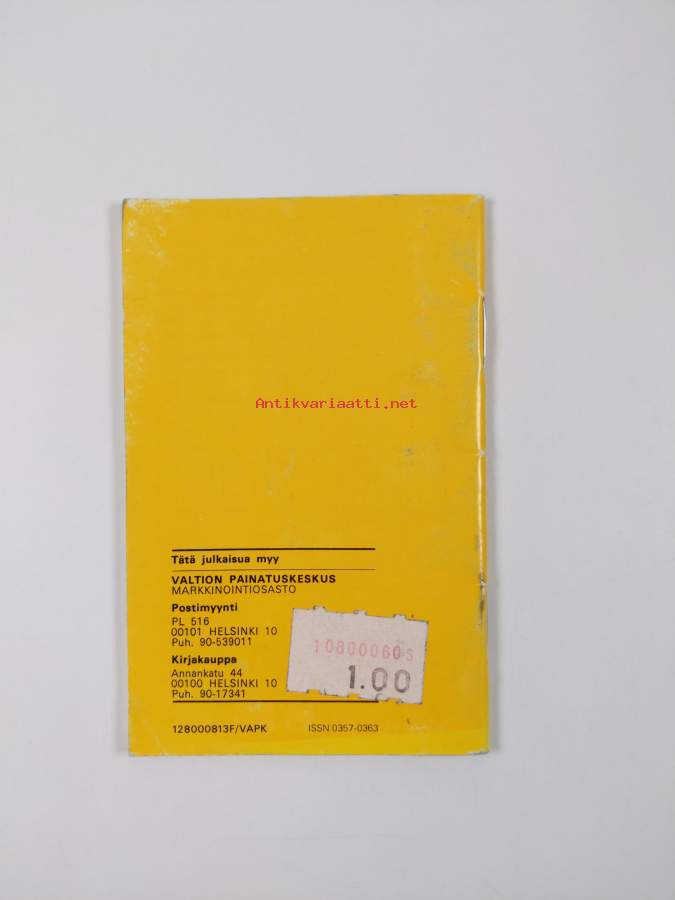 Antikvariaatti.net
Tätä julkaisua myy
VALTION PAINATUSKESKUS
MARKKINOINTIOSASTO
Postimyynti
PL 516
00101 HELSINKI 10
Puh. 90-539011
Kirjakauppa
Annankatu 44
00100 HELSINKI 10
Puh. 90-17341
10800060S
1.00
128000813F/VAPK ISSN 0357-0363